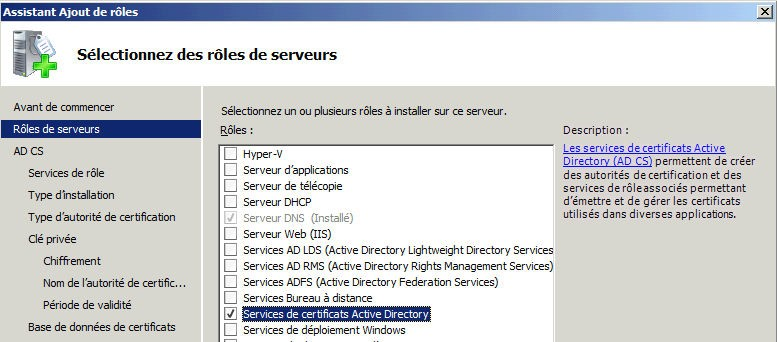 Assistant Ajout de rôles
Sélectionnez des rôles de serveurs
Avant de commencer
Rôles de serveurs
AD CS
Services de rôle
Type d'installation
Type d'autorité de certification
Clé privée
Chiffrement
Nom de l'autorité de certific...
Période de validité
Base de données de certificats
Sélectionnez un ou plusieurs rôles à installer sur ce serveur.
Rôles :
Hyper-V
Serveur d'applications
Serveur de télécopie
Serveur DHCP
Serveur DNS (Installé)
Serveur Web (IIS)
Services AD LDS (Active Directory Lightweight Directory Services
Services AD RMS (Active Directory Rights Management Services)
Services ADFS (Active Directory Federation Services)
Services Bureau à distance
Services de certificats Active Directory
Services de déploiement Windows
Description :
Les services de certificats Active
Directory (AD CS) permettent de créer
des autorités de certification et des
services de rôle associés permettant
d'émettre et de gérer les certificats
utilisés dans diverses applications.